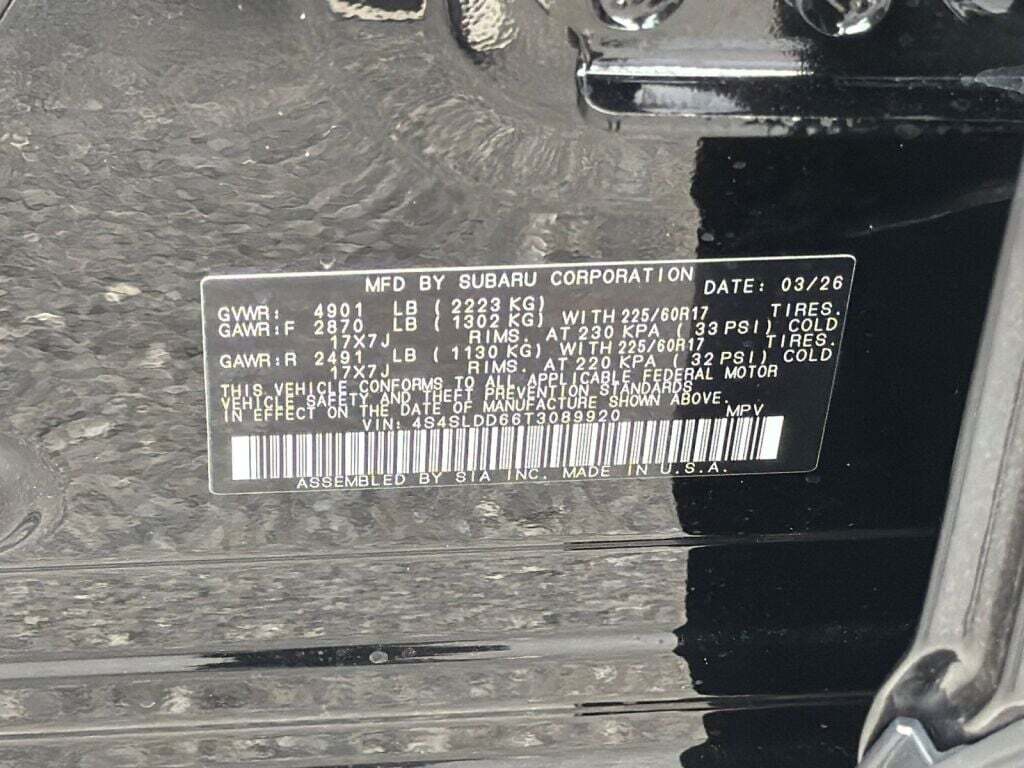 MFD BY SUBARU CORPORATION DATE: 03/26
GVWR: 4901 LB ( 2223 KG)
GAWR:F 2870 LB ( 1302 KG) WITH 225/60R17 TIRES.
17X7J RIMS. AT 230 KPA ( 33 PSI) COLD
GAWR:R 2491 LB ( 1130 KG) WITH 225/60R17 TIRES.
17X7J RIMS. AT 220 KPA ( 32 PSI) COLD
THIS VEHICLE CONFORMS TO ALL APPLICABLE FEDERAL MOTOR
VEHICLE SAFETY AND THEFT PREVENTION STANDARDS
IN EFFECT ON THE DATE OF MANUFACTURE SHOWN ABOVE.
VIN: 4S4SLDD66T3089920 MPV
ASSEMBLED BY SIA INC. MADE IN U.S.A.